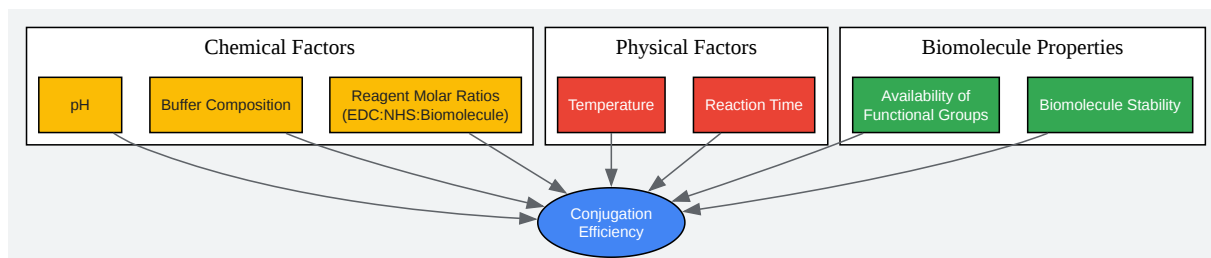 Chemical Factors
pH
Buffer Composition
Reagent Molar Ratios
(EDC:NHS:Biomolecule)
Physical Factors
Temperature
Reaction Time
Biomolecule Properties
Availability of
Functional Groups
Biomolecule Stability
Conjugation
Efficiency